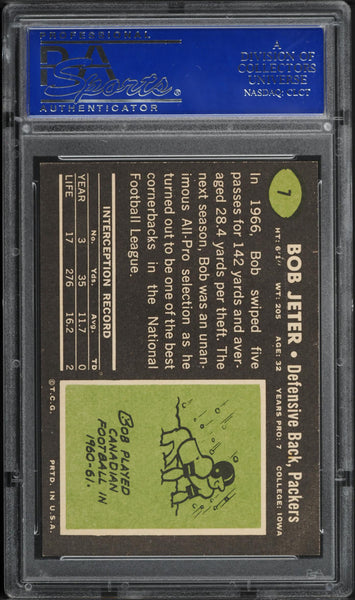 PROFESSIONAL
PSA
Sports
AUTHENTICATOR
A
DIVISION OF
COLLECTORS
UNIVERSE
NASDAQ: CLCT
7
BOB JETER • Defensive Back, Packers
HT: 6'1" WT: 205 AGE: 32 YEARS PRO: 7 COLLEGE: IOWA
In 1966, Bob swiped five
passes for 142 yards and aver-
aged 28.4 yards per theft. The
next season, Bob was an unan-
imous All-Pro selection as he
turned out to be one of the best
cornerbacks in the National
Football League.
INTERCEPTION RECORD
No. Yds. Avg. TD
YEAR 3 35 11.7 0
LIFE 17 276 16.2 2
BOB PLAYED
CANADIAN
FOOTBALL IN
1960-61.
©T.C.G. PRTD. IN U.S.A.